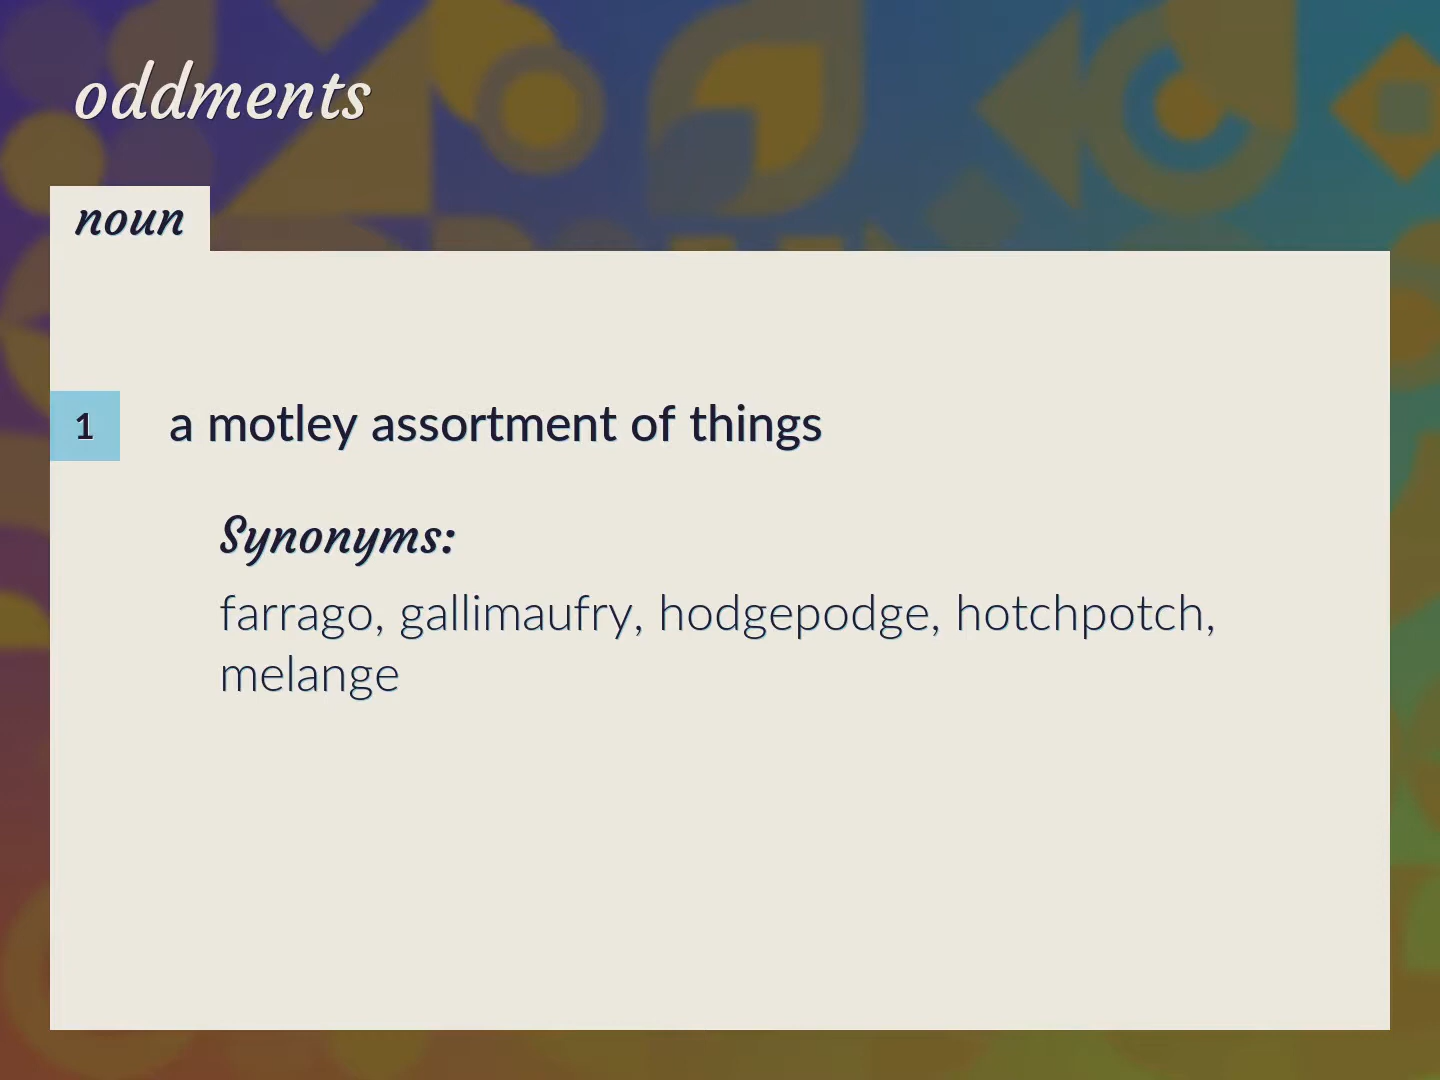 oddments
noun
1 a motley assortment of things
Synonyms:
farrago, gallimaufry, hodgepodge, hotchpotch,
melange